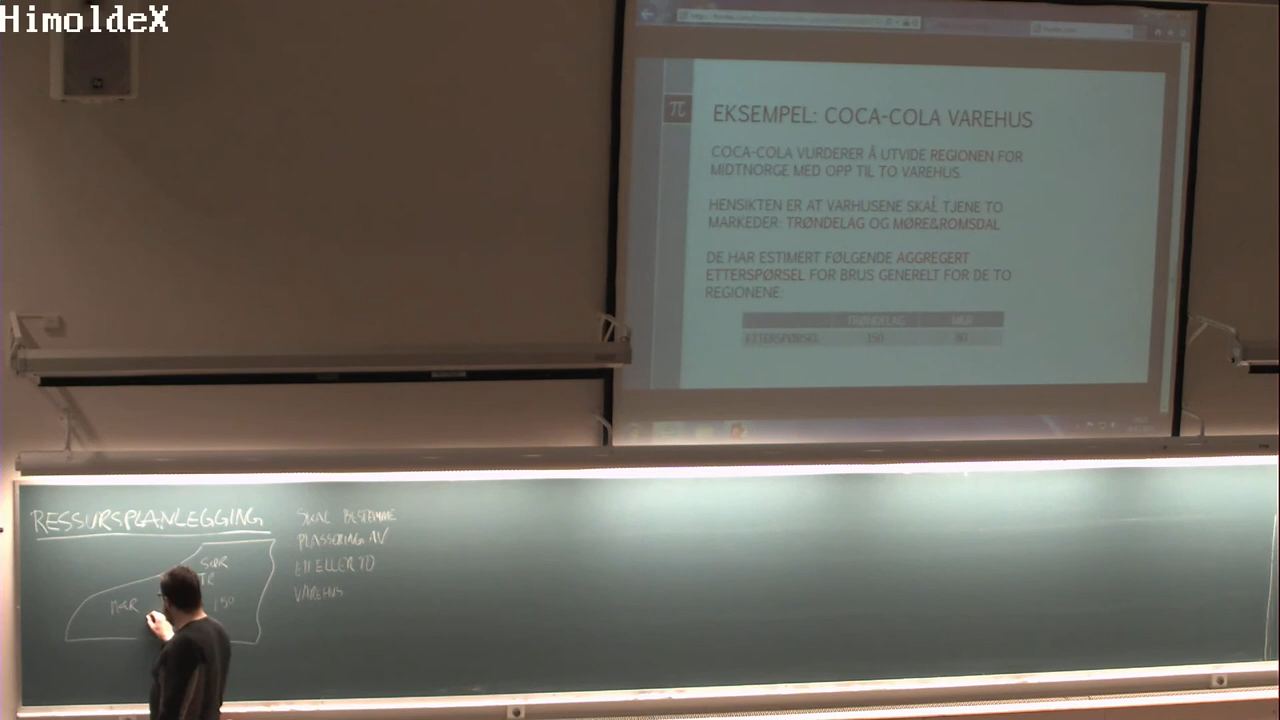 HimoldeX
π
EKSEMPEL: COCA-COLA VAREHUS
COCA-COLA VURDERER Å UTVIDE REGIONEN FOR
MIDTNORGE MED OPP TIL TO VAREHUS.
HENSIKTEN ER AT VARHUSENE SKAL TJENE TO
MARKEDER: TRØNDELAG OG MØRE&ROMSDAL
DE HAR ESTIMERT FØLGENDE AGGREGERT
ETTERSPØRSEL FOR BRUS GENERELT FOR DE TO
REGIONENE:
TRØNDELAG M&R
ETTERSPØRSEL 150 80
RESSURSPLANLEGGING
SKAL BESTEMME
PLASSERING AV
EN ELLER TO
VAREHUS
SØR
TR
M&R 150